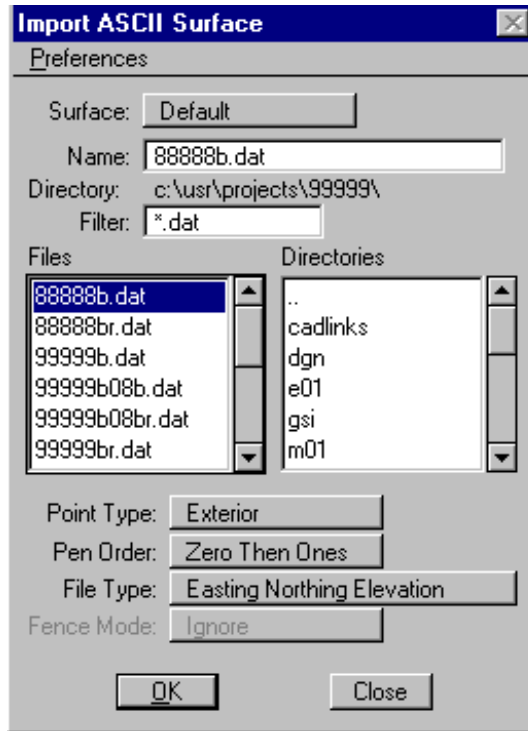 Import ASCII Surface
Preferences
Surface: Default
Name: 88888b.dat
Directory: c:\usr\projects\99999\
Filter: *.dat
Files Directories
88888b.dat ..
88888br.dat cadlinks
99999b.dat dgn
99999b08b.dat e01
99999b08br.dat gsi
99999br.dat m01
Point Type: Exterior
Pen Order: Zero Then Ones
File Type: Easting Northing Elevation
Fence Mode: Ignore
OK Close